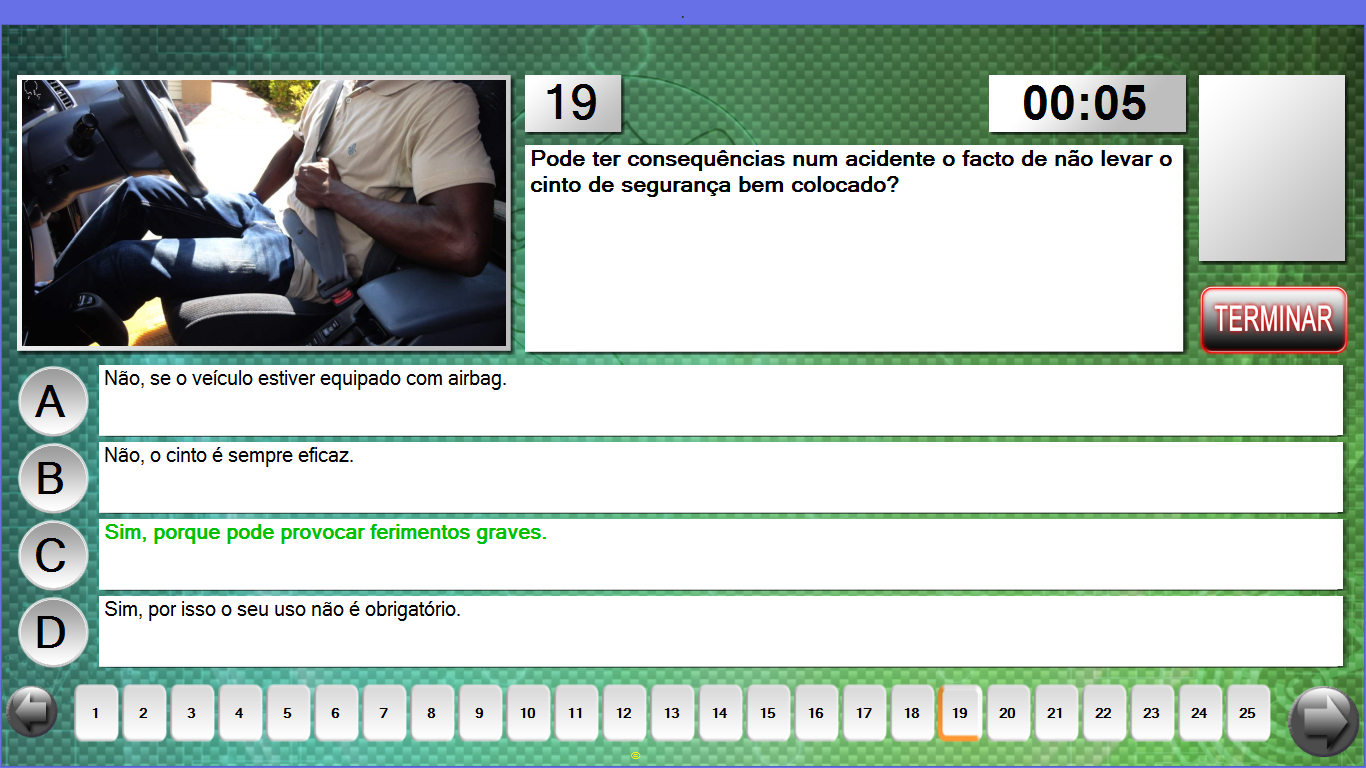 19
00:05
Pode ter consequências num acidente o facto de não levar o
cinto de segurança bem colocado?
TERMINAR
A
Não, se o veículo estiver equipado com airbag.
B
Não, o cinto é sempre eficaz.
C
Sim, porque pode provocar ferimentos graves.
D
Sim, por isso o seu uso não é obrigatório.
1 2 3 4 5 6 7 8 9 10 11 12 13 14 15 16 17 18 19 20 21 22 23 24 25
©